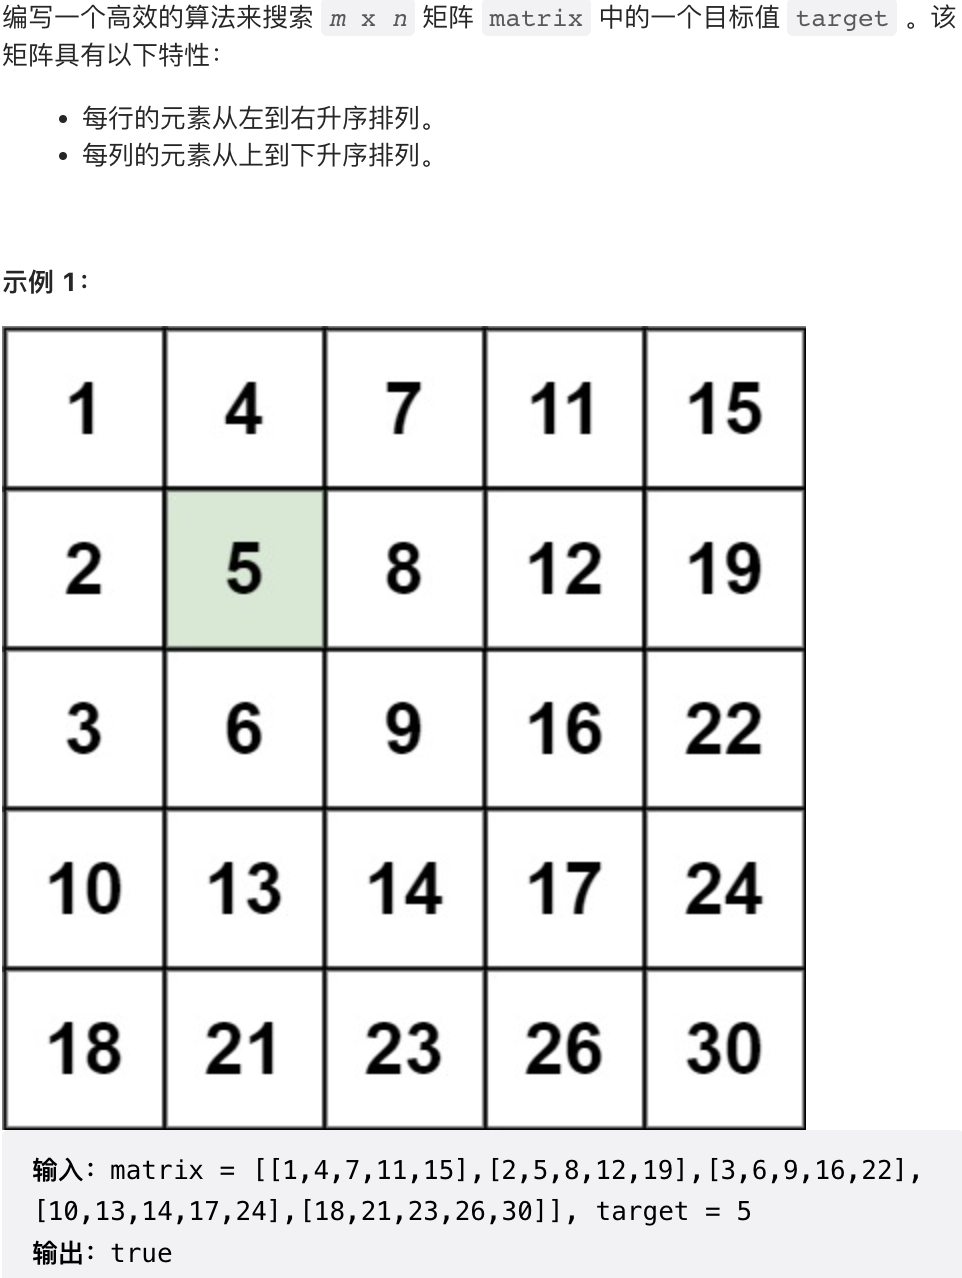 编写一个高效的算法来搜索 m x n 矩阵 matrix 中的一个目标值 target 。该
矩阵具有以下特性：
• 每行的元素从左到右升序排列。
• 每列的元素从上到下升序排列。
示例 1：
1 4 7 11 15
2 5 8 12 19
3 6 9 16 22
10 13 14 17 24
18 21 23 26 30
输入：matrix = [[1,4,7,11,15],[2,5,8,12,19],[3,6,9,16,22],
[10,13,14,17,24],[18,21,23,26,30]], target = 5
输出：true